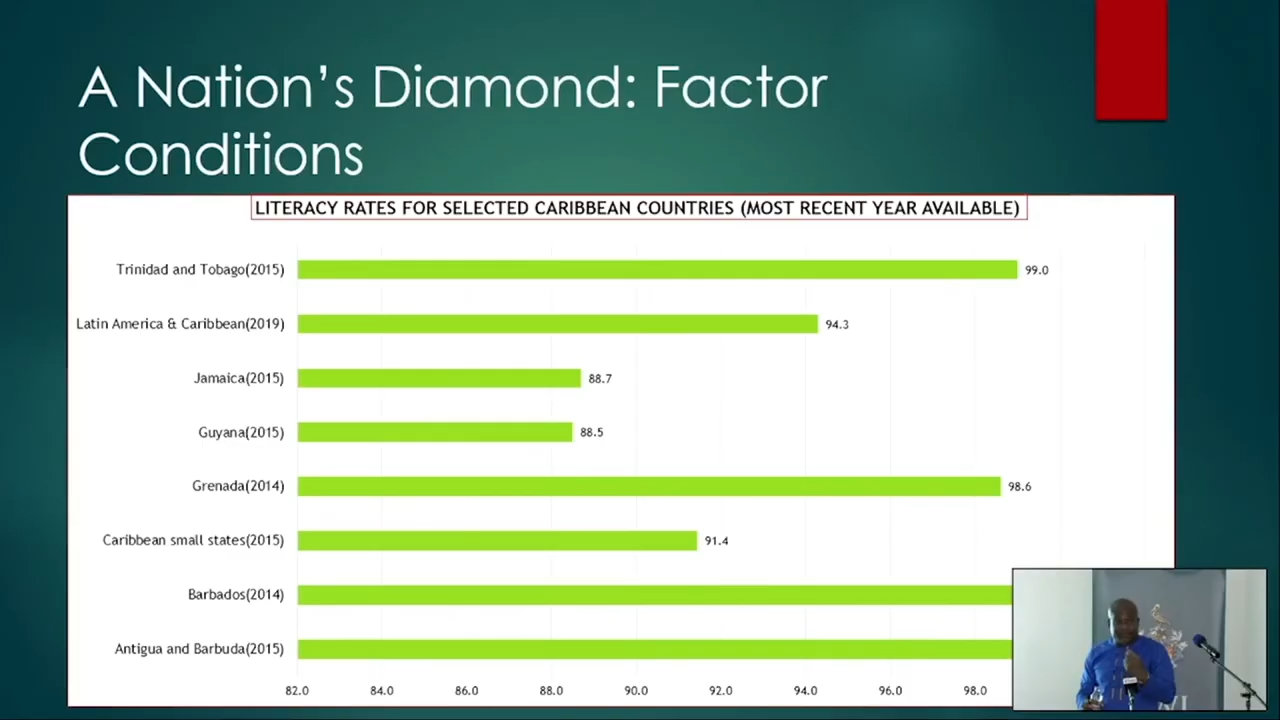 A Nation’s Diamond: Factor
Conditions
LITERACY RATES FOR SELECTED CARIBBEAN COUNTRIES (MOST RECENT YEAR AVAILABLE)
Trinidad and Tobago(2015) 99.0
Latin America & Caribbean(2019) 94.3
Jamaica(2015) 88.7
Guyana(2015) 88.5
Grenada(2014) 98.6
Caribbean small states(2015) 91.4
Barbados(2014)
Antigua and Barbuda(2015)
82.0 84.0 86.0 88.0 90.0 92.0 94.0 96.0 98.0